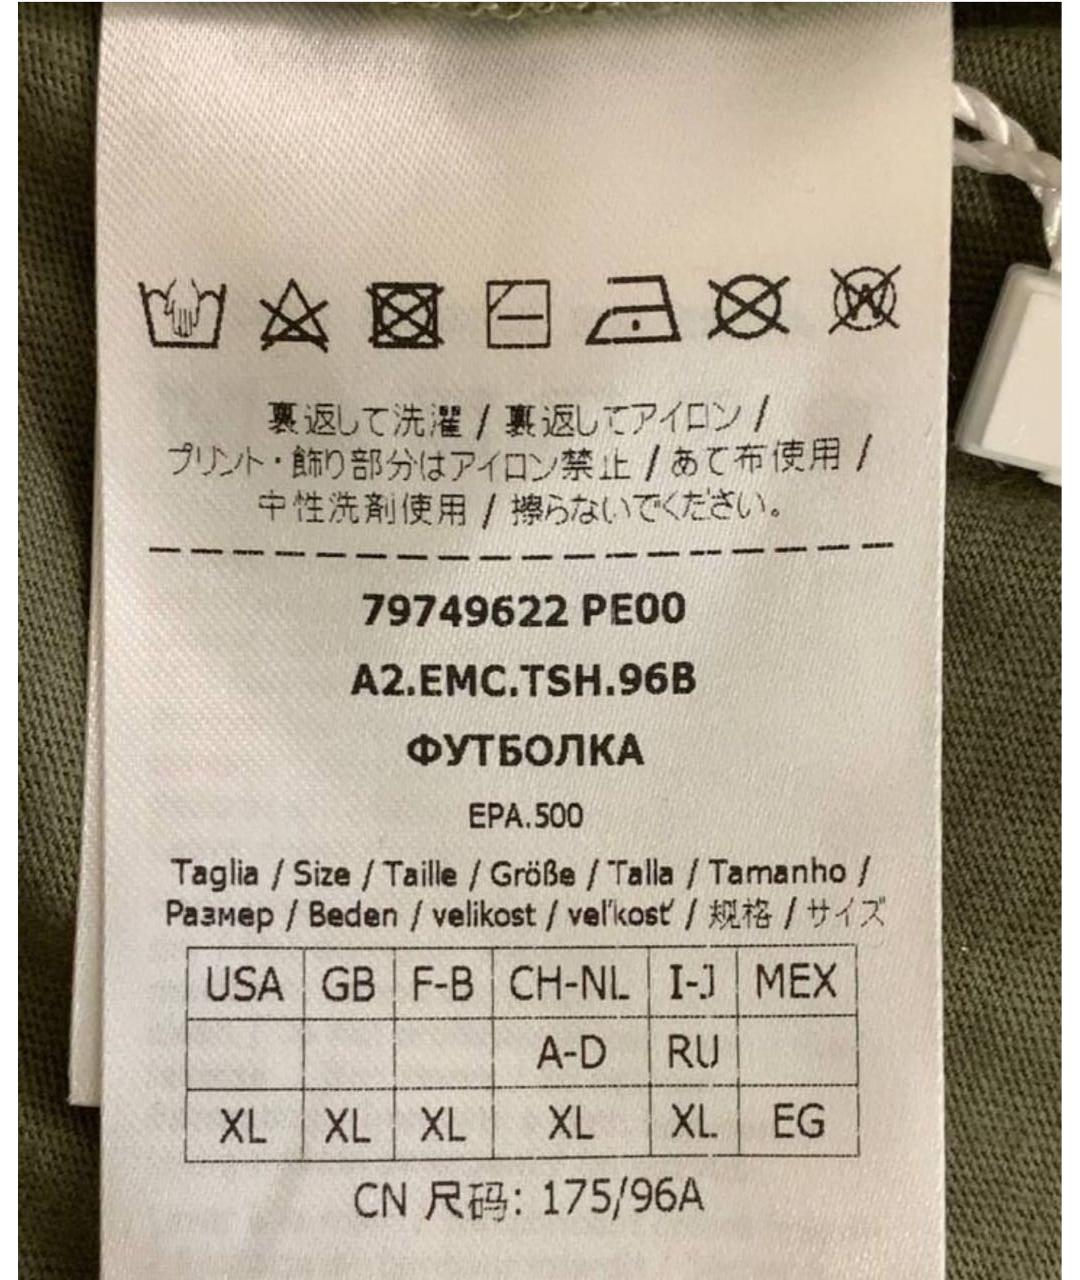 裏返して洗濯 / 裏返してアイロン /
プリント・飾り部分はアイロン禁止 / あて布使用 /
中性洗剤使用 / 擦らないでください。
79749622 PE00
A2.EMC.TSH.96B
ФУТБОЛКА
EPA.500
Taglia / Size / Taille / Größe / Talla / Tamanho /
Размер / Beden / velikost / veľkosť / 规格 / サイズ
USA GB F-B CH-NL I-J MEX
A-D RU
XL XL XL XL XL EG
CN 尺码: 175/96A